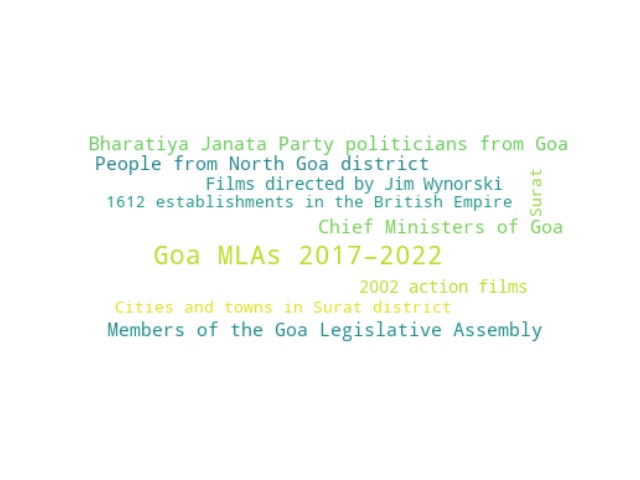 Bharatiya Janata Party politicians from Goa
People from North Goa district
Films directed by Jim Wynorski
Surat
1612 establishments in the British Empire
Chief Ministers of Goa
Goa MLAs 2017–2022
2002 action films
Cities and towns in Surat district
Members of the Goa Legislative Assembly